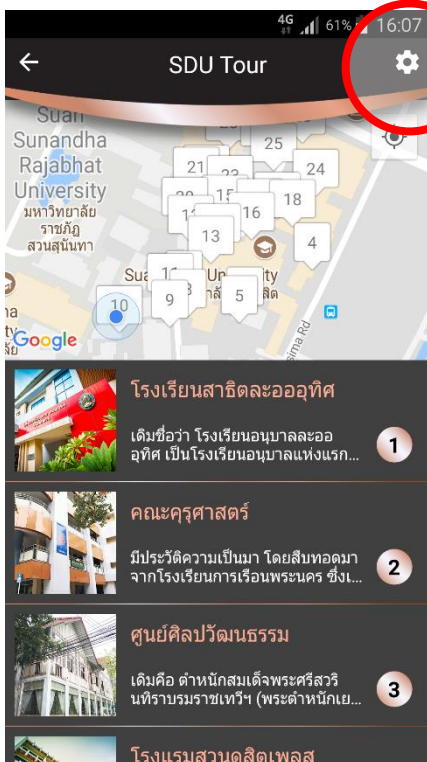 4G 61% 16:07
SDU Tour
Suan
Sunandha
Rajabhat
University
มหาวิทยาลัย
ราชภัฏ
สวนสุนันทา
25
21
24
15
18
16
13
4
10
9
5
Google
โรงเรียนสาธิตละอออุทิศ
เดิมชื่อว่า โรงเรียนอนุบาลละออ
อุทิศ เป็นโรงเรียนอนุบาลแห่งแรก...
1
คณะครุศาสตร์
มีประวัติความเป็นมา โดยสืบทอดมา
จากโรงเรียนการเรือนพระนคร ซึ่งเ...
2
ศูนย์ศิลปวัฒนธรรม
เดิมคือ ตำหนักสมเด็จพระศรีสวริ
นทิราบรมราชเทวีฯ (พระตำหนักเย...
3
โรงแรมสวนดุสิตเพลส